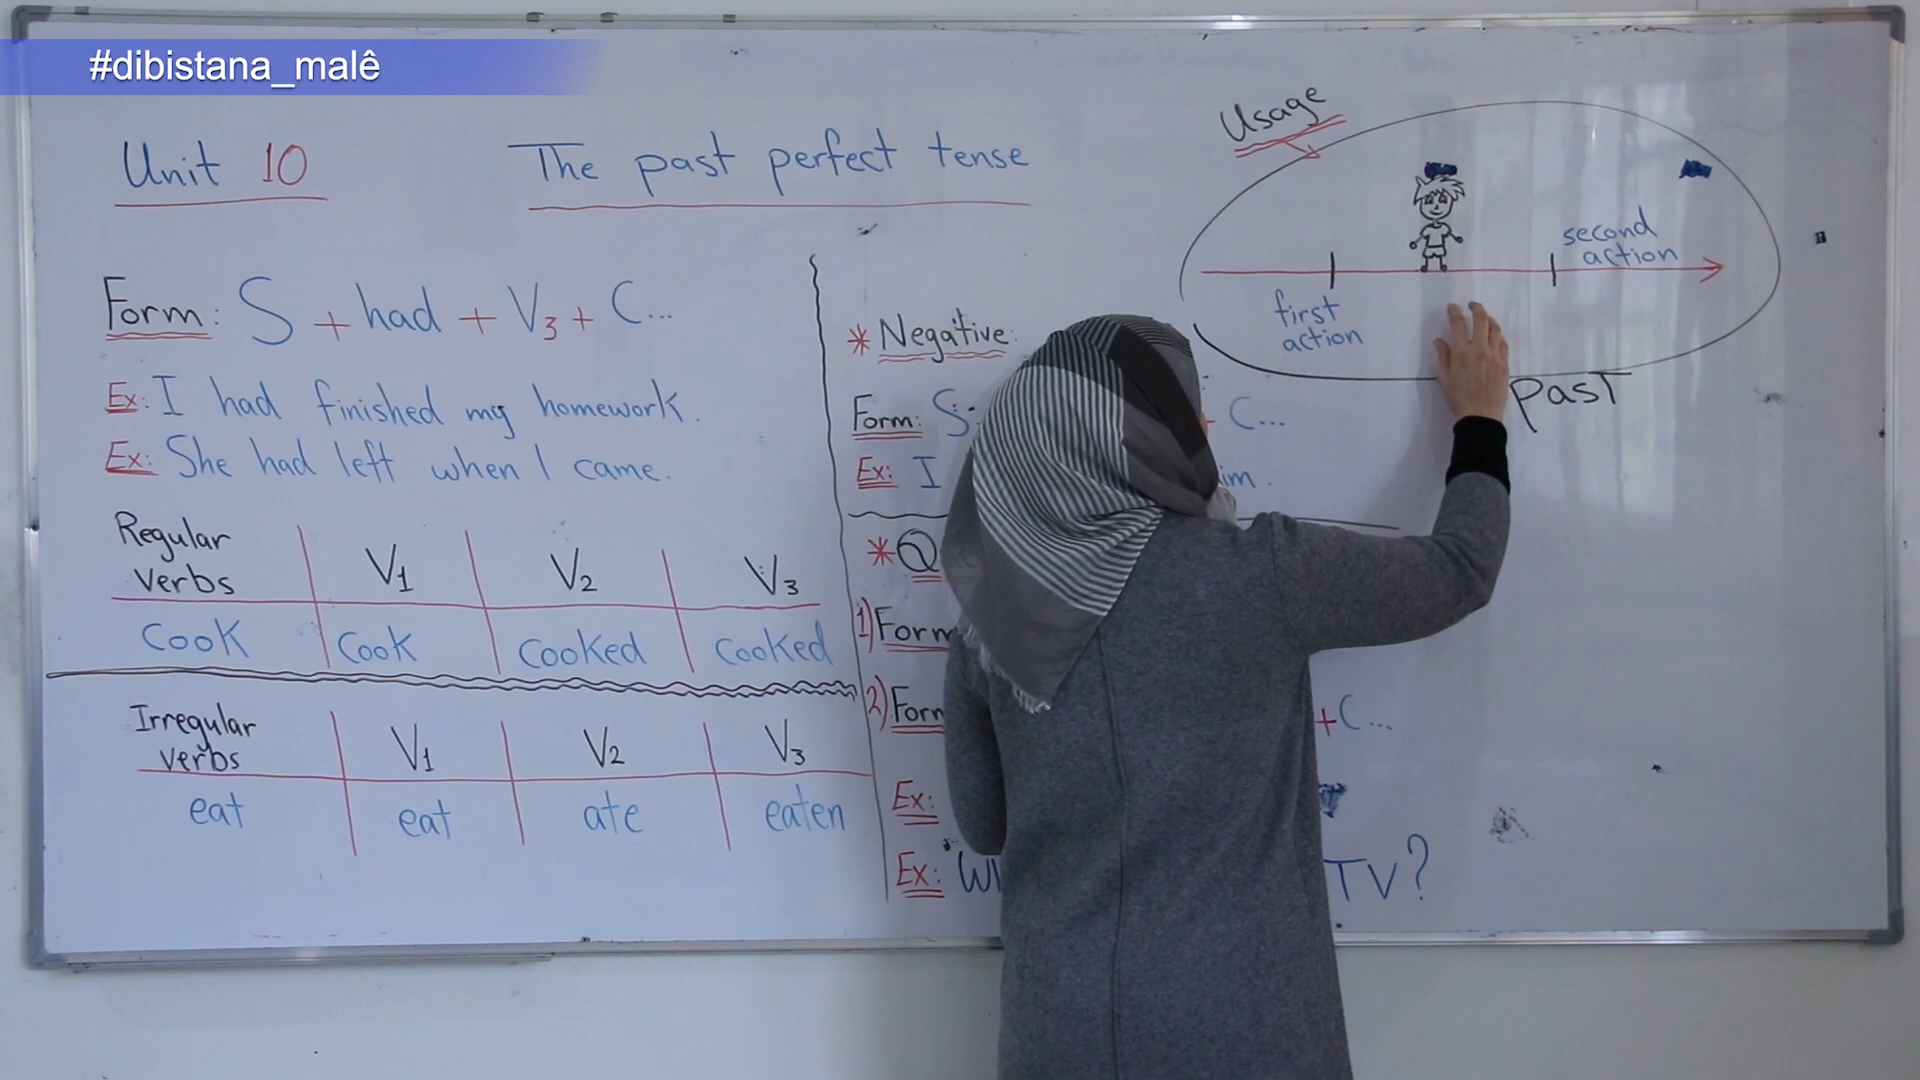 #dibistana_malê
Unit 10
The past perfect tense
Form: S + had + V3 + C...
Ex: I had finished my homework.
Ex: She had left when I came.
Regular verbs V1 V2 V3
Cook Cook Cooked Cooked
Irregular verbs V1 V2 V3
eat eat ate eaten
* Negative:
Form: S C...
Ex: I
* Q
1) Form
2) Form +C...
Ex:
Ex: TV?
Usage
first action
second action
past